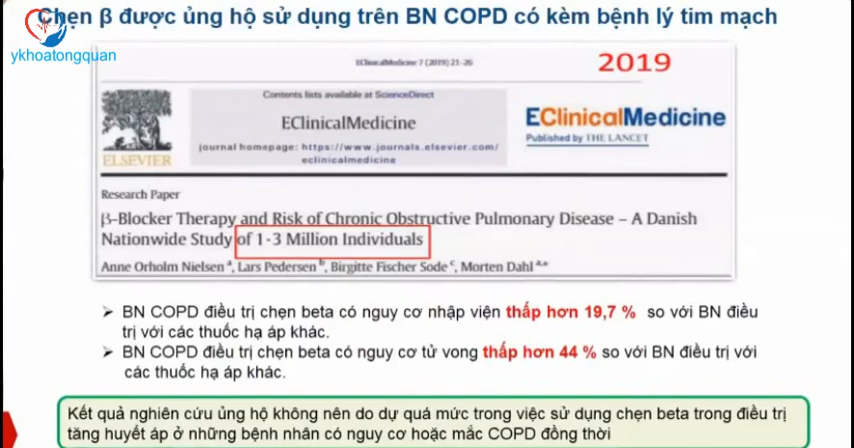 Chẹn β được ủng hộ sử dụng trên BN COPD có kèm bệnh lý tim mạch
ykhoatongquan
EClinicalMedicine 7 (2019) 21-26
2019
Contents lists available at ScienceDirect
EClinicalMedicine
journal homepage: https://www.journals.elsevier.com/
eclinicalmedicine
ELSEVIER
EClinicalMedicine
Published by THE LANCET
Research Paper
β-Blocker Therapy and Risk of Chronic Obstructive Pulmonary Disease – A Danish
Nationwide Study of 1·3 Million Individuals
Anne Orholm Nielsen a, Lars Pedersen b, Birgitte Fischer Sode c, Morten Dahl a,*
➢ BN COPD điều trị chẹn beta có nguy cơ nhập viện thấp hơn 19,7 % so với BN điều
trị với các thuốc hạ áp khác.
➢ BN COPD điều trị chẹn beta có nguy cơ tử vong thấp hơn 44 % so với BN điều trị với
các thuốc hạ áp khác.
Kết quả nghiên cứu ủng hộ không nên do dự quá mức trong việc sử dụng chẹn beta trong điều trị
tăng huyết áp ở những bệnh nhân có nguy cơ hoặc mắc COPD đồng thời